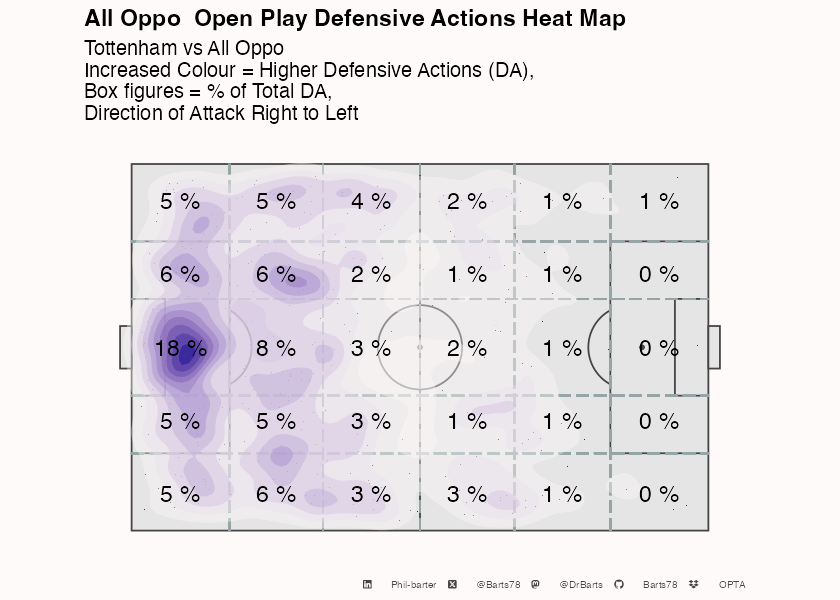 All Oppo  Open Play Defensive Actions Heat Map
Tottenham vs All Oppo
Increased Colour = Higher Defensive Actions (DA),
Box figures = % of Total DA,
Direction of Attack Right to Left
5 % 5 % 4 % 2 % 1 % 1 %
6 % 6 % 2 % 1 % 1 % 0 %
18 % 8 % 3 % 2 % 1 % 0 %
5 % 5 % 3 % 1 % 1 % 0 %
5 % 6 % 3 % 3 % 1 % 0 %
Phil-barter @Barts78 @DrBarts Barts78 OPTA